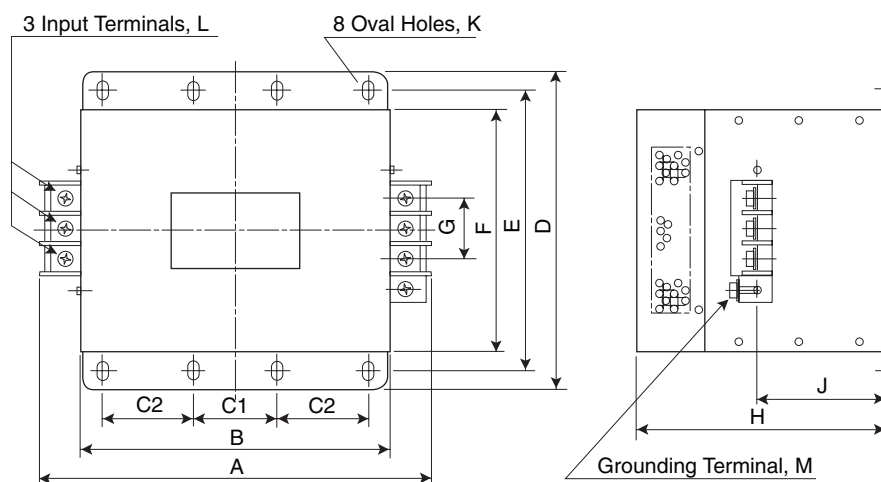 3 Input Terminals, L
8 Oval Holes, K
G
F
E
D
C2
C1
C2
B
A
J
H
Grounding Terminal, M